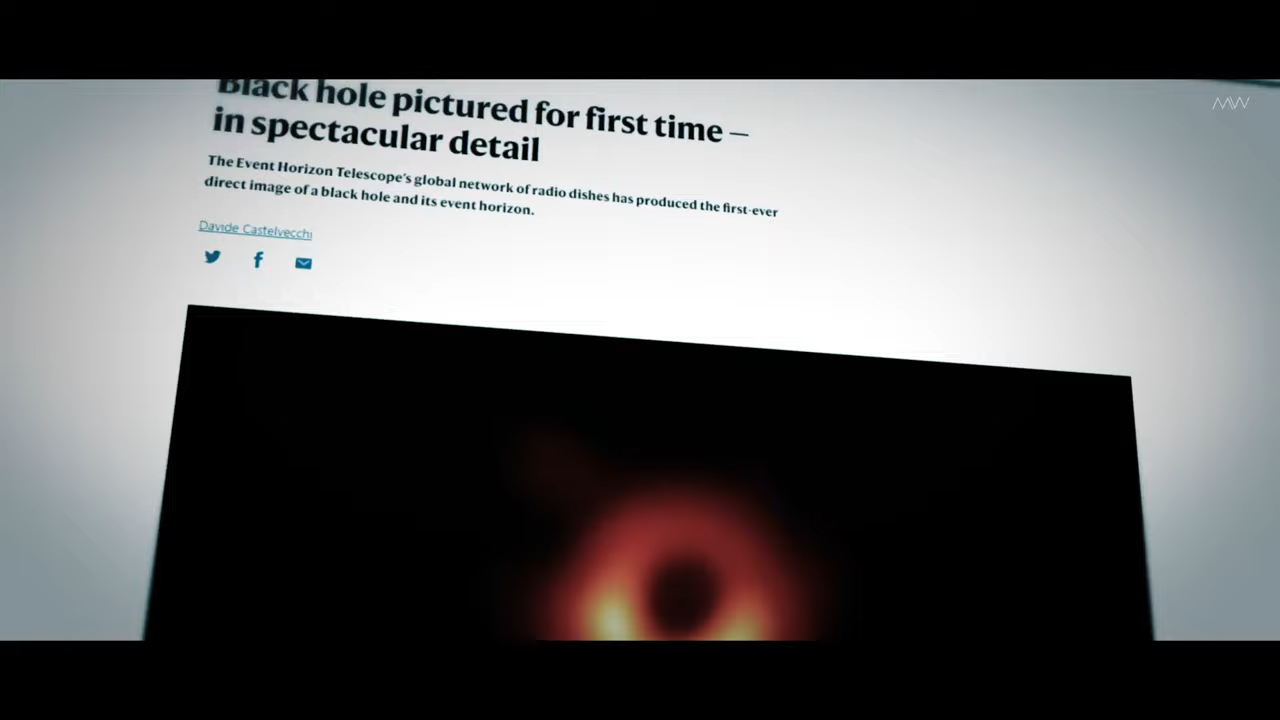 MW
Black hole pictured for first time –
in spectacular detail
The Event Horizon Telescope's global network of radio dishes has produced the first-ever
direct image of a black hole and its event horizon.
Davide Castelvecchi